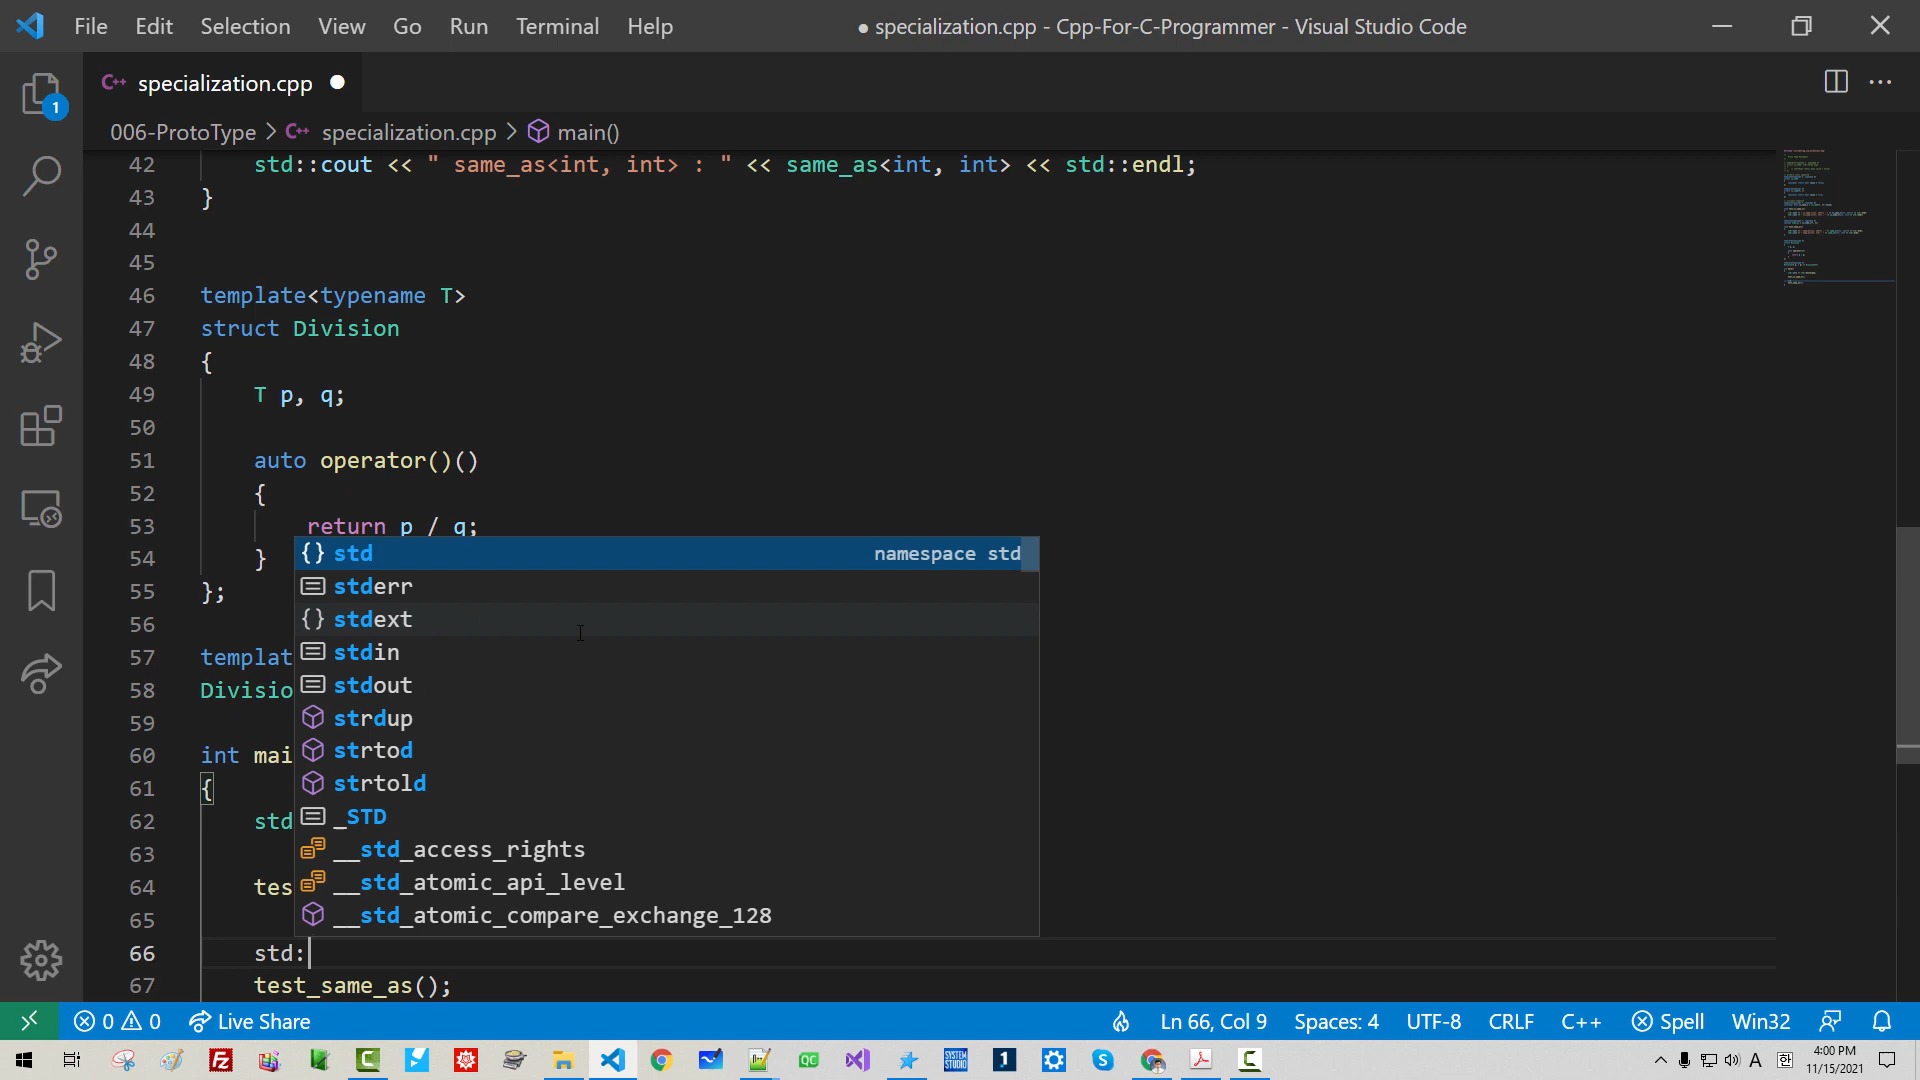 File Edit Selection View Go Run Terminal Help ● specialization.cpp - Cpp-For-C-Programmer - Visual Studio Code
C++ specialization.cpp ●
006-ProtoType > C++ specialization.cpp > main()
42 std::cout << " same_as<int, int> : " << same_as<int, int> << std::endl;
43 }
44
45
46 template<typename T>
47 struct Division
48 {
49 T p, q;
50
51 auto operator()()
52 {
53 return p / q;
54 }
55 };
56
57 templat
58 Divisio
59
60 int mai
61 {
62 std
63
64 tes
65
66 std:
67 test_same_as();
{} std namespace std
stderr
{} stdext
stdin
stdout
strdup
strtod
strtold
_STD
__std_access_rights
__std_atomic_api_level
__std_atomic_compare_exchange_128
1
0 0 Live Share Ln 66, Col 9 Spaces: 4 UTF-8 CRLF C++ Spell Win32
A 한 4:00 PM
11/15/2021